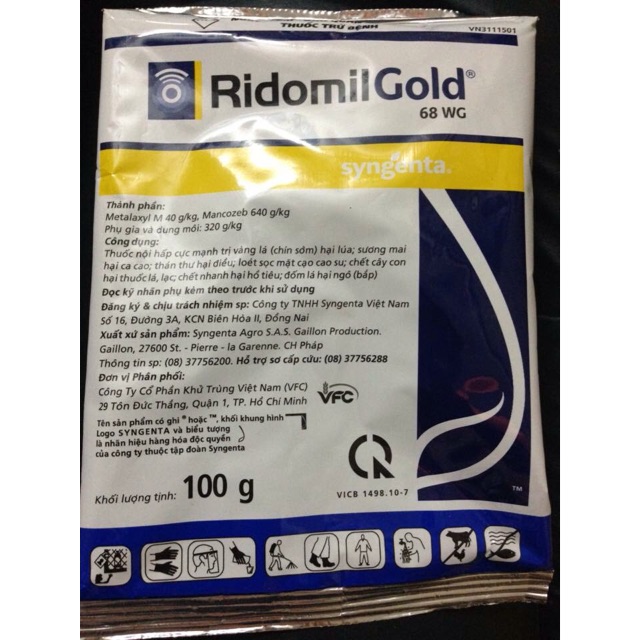 THUỐC TRỪ BỆNH
VN3111501
RidomilGold®
68 WG
syngenta®
Thành phần:
Metalaxyl M 40 g/kg, Mancozeb 640 g/kg
Phụ gia và dung môi: 320 g/kg
Công dụng:
Thuốc nội hấp cực mạnh trị vàng lá (chín sớm) hại lúa; sương mai
hại ca cao; thán thư hại điều; loét sọc mặt cạo cao su; chết cây con
hại thuốc lá, lạc; chết nhanh hại hồ tiêu; đốm lá hại ngô (bắp)
Đọc kỹ nhãn phụ kèm theo trước khi sử dụng
Đăng ký & chịu trách nhiệm sp: Công ty TNHH Syngenta Việt Nam
Số 16, Đường 3A, KCN Biên Hòa II, Đồng Nai
Xuất xứ sản phẩm: Syngenta Agro S.A.S. Gaillon Production.
Gaillon, 27600 St. - Pierre - la Garenne. CH Pháp
Thông tin sp: (08) 37756200. Hỗ trợ sơ cấp cứu: (08) 37756288
Đơn vị Phân phối:
Công Ty Cổ Phần Khử Trùng Việt Nam (VFC)
29 Tôn Đức Thắng, Quận 1, TP. Hồ Chí Minh
VFC
Tên sản phẩm có ghi ® hoặc ™, khối khung hình
Logo SYNGENTA và biểu tượng
là nhãn hiệu hàng hóa độc quyền
của công ty thuộc tập đoàn Syngenta
Khối lượng tịnh: 100 g
VICB 1498.10-7
™